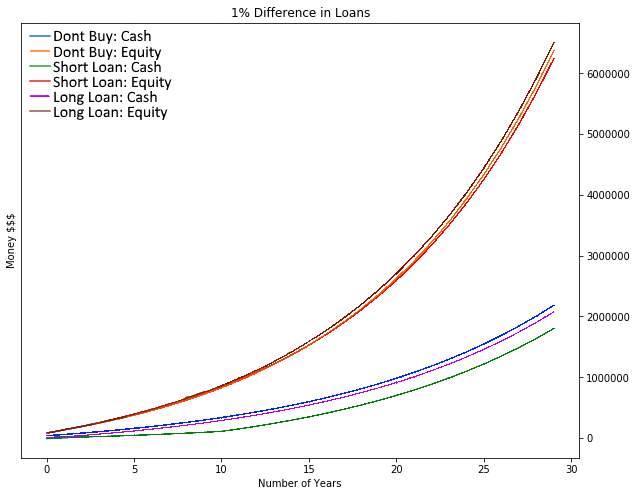 1% Difference in Loans
Dont Buy: Cash
Dont Buy: Equity
Short Loan: Cash
Short Loan: Equity
Long Loan: Cash
Long Loan: Equity
Money $$$
6000000
5000000
4000000
3000000
2000000
1000000
0
0 5 10 15 20 25 30
Number of Years